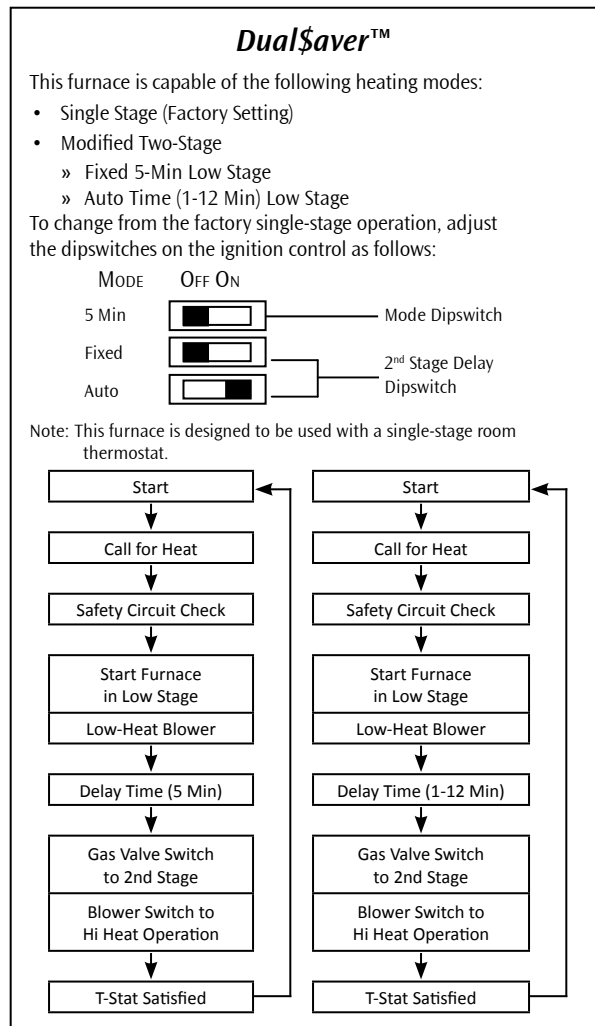 Dual$aver™
This furnace is capable of the following heating modes:
• Single Stage (Factory Setting)
• Modified Two-Stage
» Fixed 5-Min Low Stage
» Auto Time (1-12 Min) Low Stage
To change from the factory single-stage operation, adjust
the dipswitches on the ignition control as follows:
MODE OFF ON
5 Min Mode Dipswitch
Fixed
2nd Stage Delay
Dipswitch
Auto
Note: This furnace is designed to be used with a single-stage room
thermostat.
Start
Call for Heat
Safety Circuit Check
Start Furnace
in Low Stage
Low-Heat Blower
Delay Time (5 Min)
Gas Valve Switch
to 2nd Stage
Blower Switch to
Hi Heat Operation
T-Stat Satisfied
Start
Call for Heat
Safety Circuit Check
Start Furnace
in Low Stage
Low-Heat Blower
Delay Time (1-12 Min)
Gas Valve Switch
to 2nd Stage
Blower Switch to
Hi Heat Operation
T-Stat Satisfied